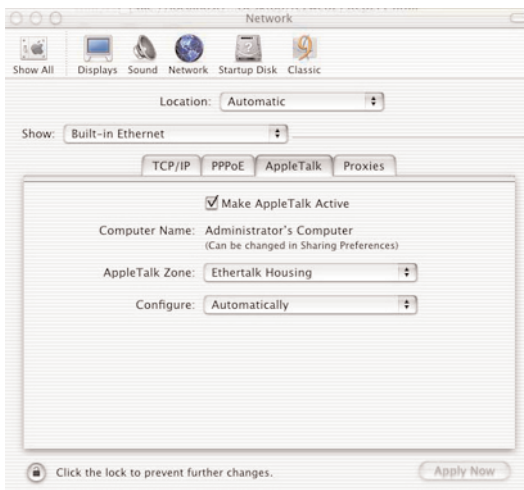 Network
Show All Displays Sound Network Startup Disk Classic
Location: Automatic
Show: Built-in Ethernet
TCP/IP PPPoE AppleTalk Proxies
Make AppleTalk Active
Computer Name: Administrator's Computer
(Can be changed in Sharing Preferences)
AppleTalk Zone: Ethertalk Housing
Configure: Automatically
Click the lock to prevent further changes.
Apply Now